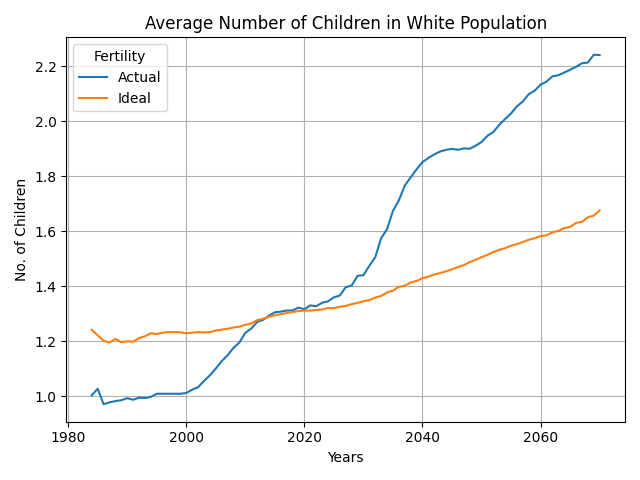 Average Number of Children in White Population
Fertility
Actual
Ideal
No. of Children
2.2
2.0
1.8
1.6
1.4
1.2
1.0
1980 2000 2020 2040 2060
Years